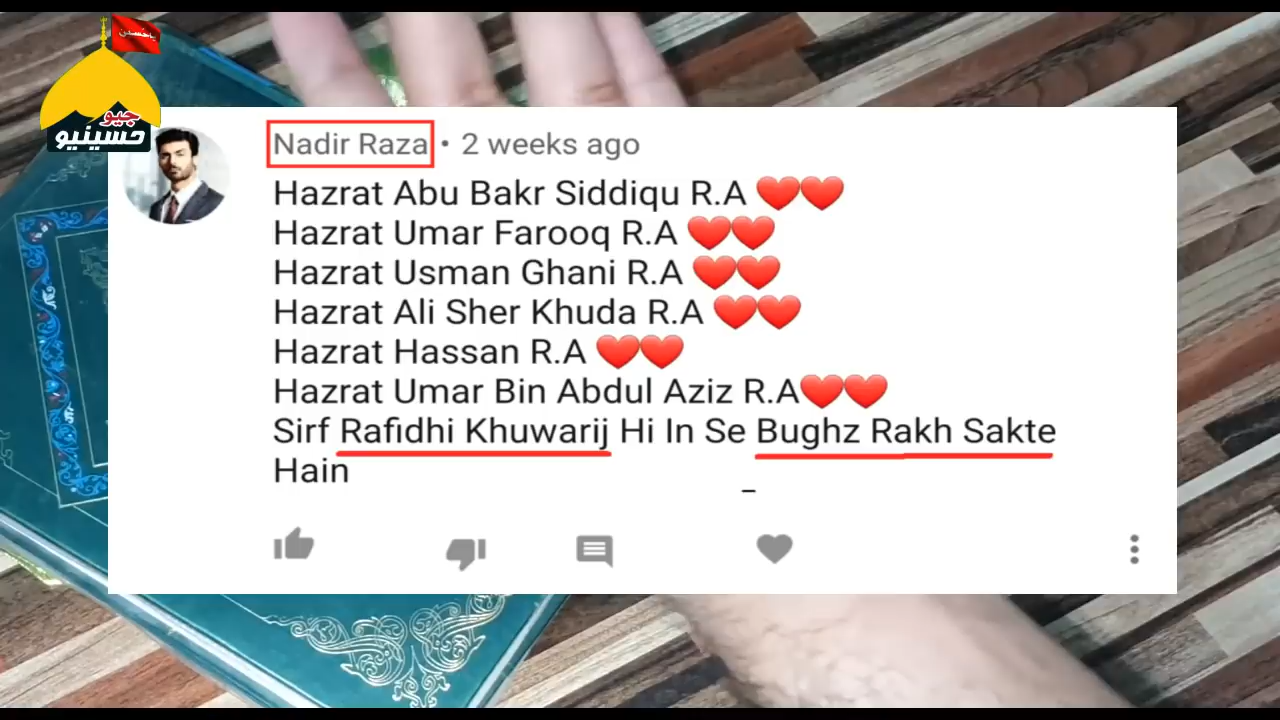 یاحسین
جیو
حسینیو
Nadir Raza • 2 weeks ago
Hazrat Abu Bakr Siddiqu R.A ❤️❤️
Hazrat Umar Farooq R.A ❤️❤️
Hazrat Usman Ghani R.A ❤️❤️
Hazrat Ali Sher Khuda R.A ❤️❤️
Hazrat Hassan R.A ❤️❤️
Hazrat Umar Bin Abdul Aziz R.A❤️❤️
Sirf Rafidhi Khuwarij Hi In Se Bughz Rakh Sakte
Hain